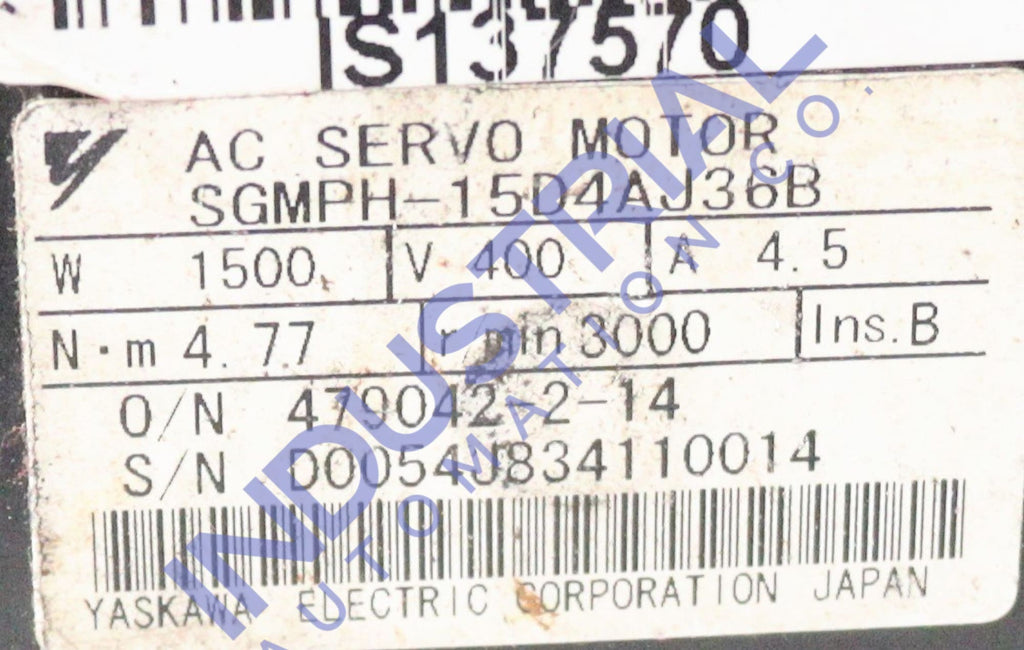 IS137570
AC SERVO MOTOR
SGMPH-15D4AJ36B
W 1500 V 400 A 4.5
N·m 4.77 r/min 3000 Ins. B
O/N 479042-2-14
S/N D0054J834110014
YASKAWA ELECTRIC CORPORATION JAPAN
INDUSTRIAL
AUTOMATION CO.